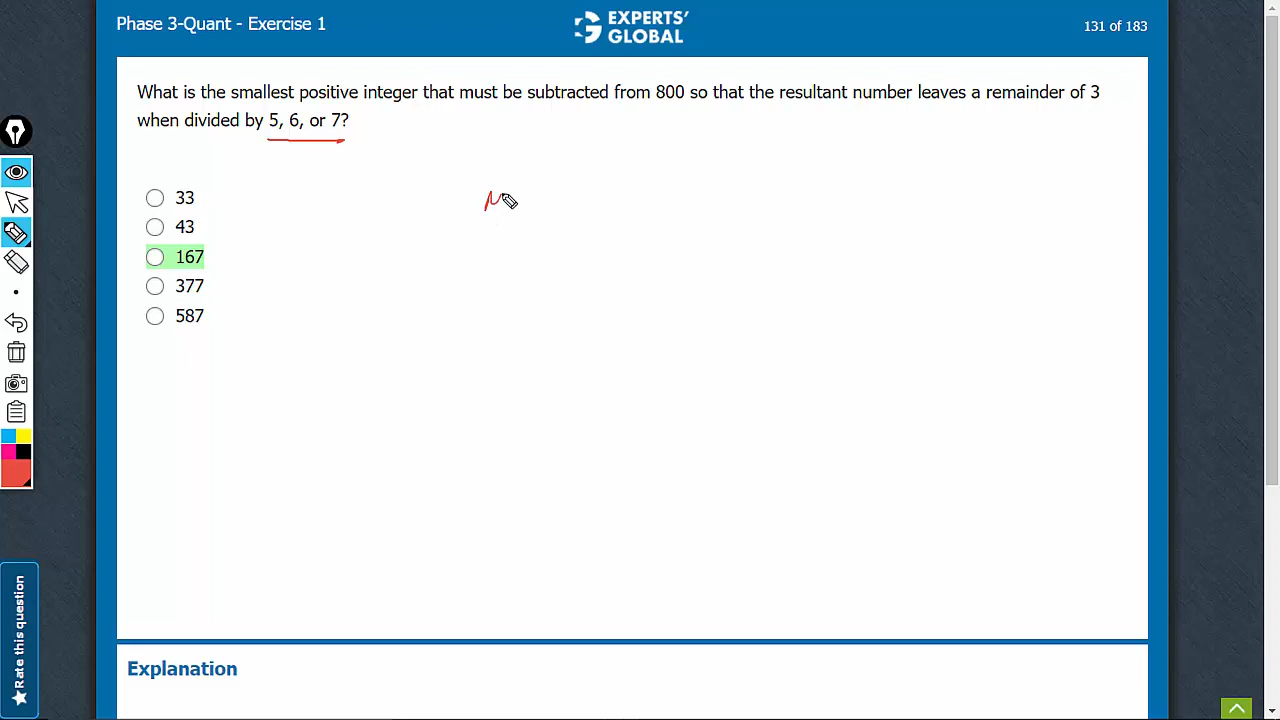 Phase 3-Quant - Exercise 1
EXPERTS’
GLOBAL
131 of 183
What is the smallest positive integer that must be subtracted from 800 so that the resultant number leaves a remainder of 3
when divided by 5, 6, or 7?
33
43
167
377
587
Rate this question
Explanation